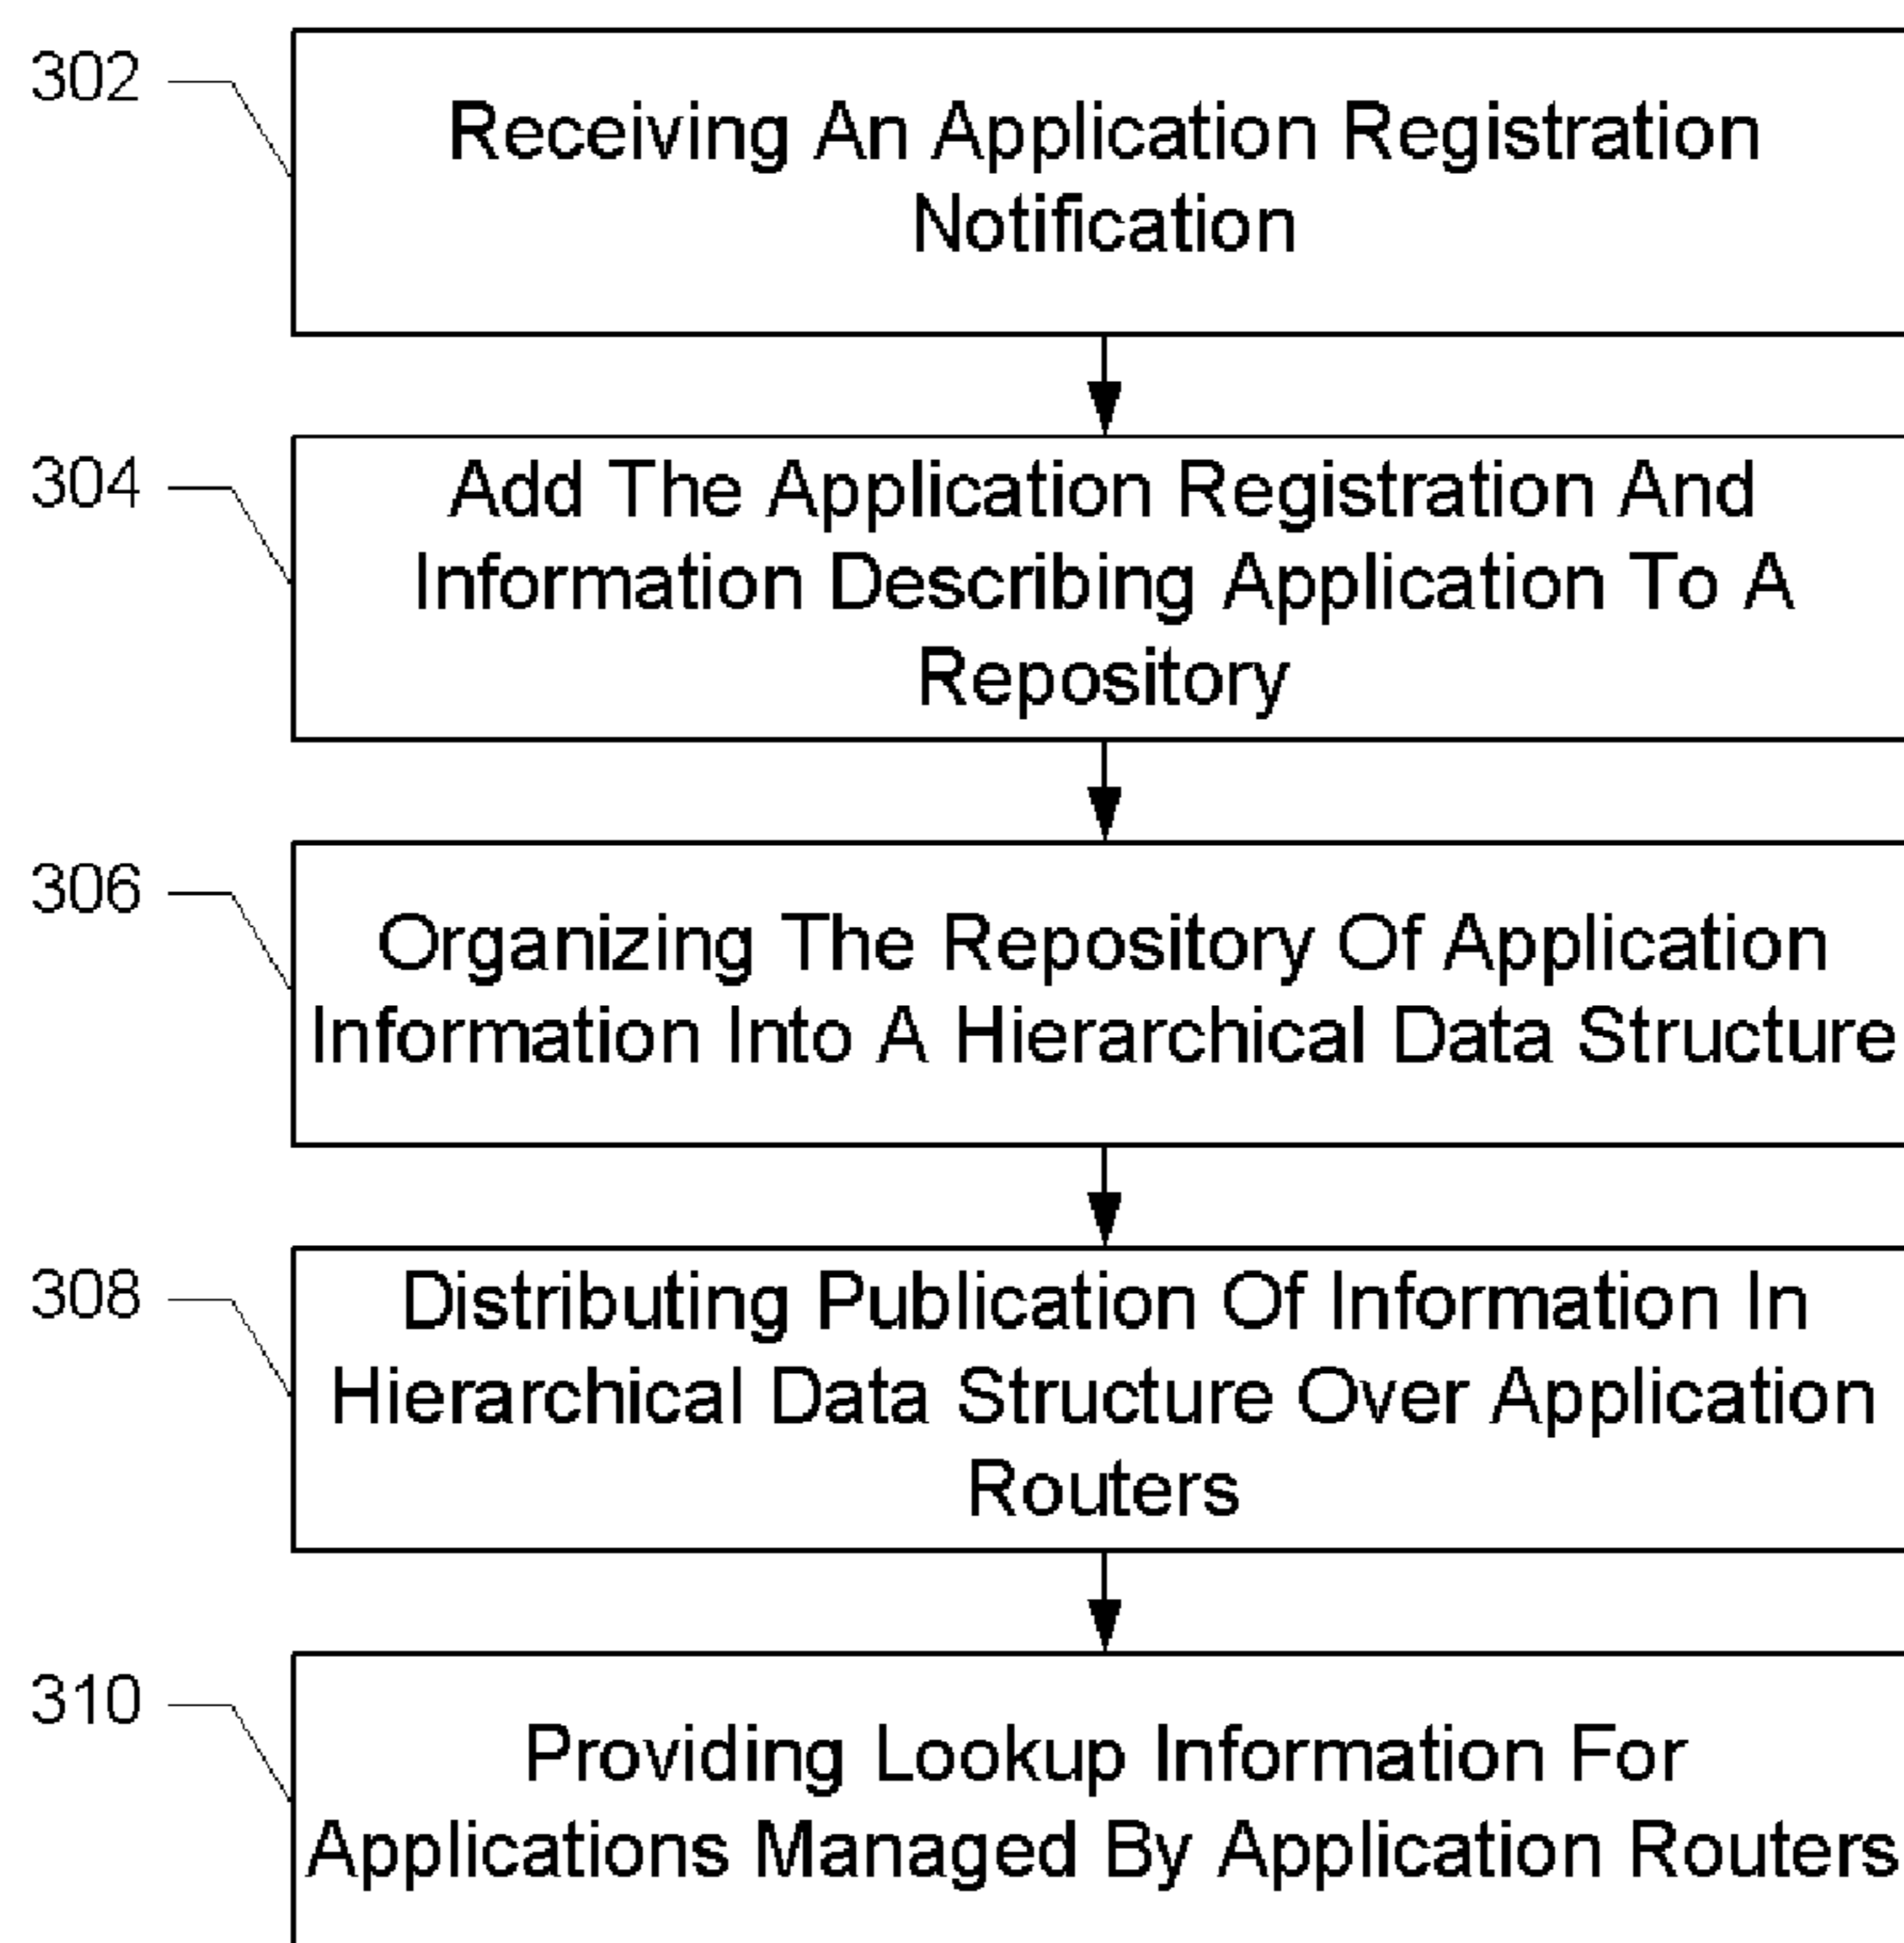 302
Receiving An Application Registration
Notification
304
Add The Application Registration And
Information Describing Application To A
Repository
306
Organizing The Repository Of Application
Information Into A Hierarchical Data Structure
308
Distributing Publication Of Information In
Hierarchical Data Structure Over Application
Routers
310
Providing Lookup Information For
Applications Managed By Application Routers